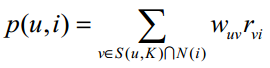 p(u,i) = ∑ w_{uv} r_{vi}
v∈S(u,K)∩N(i)